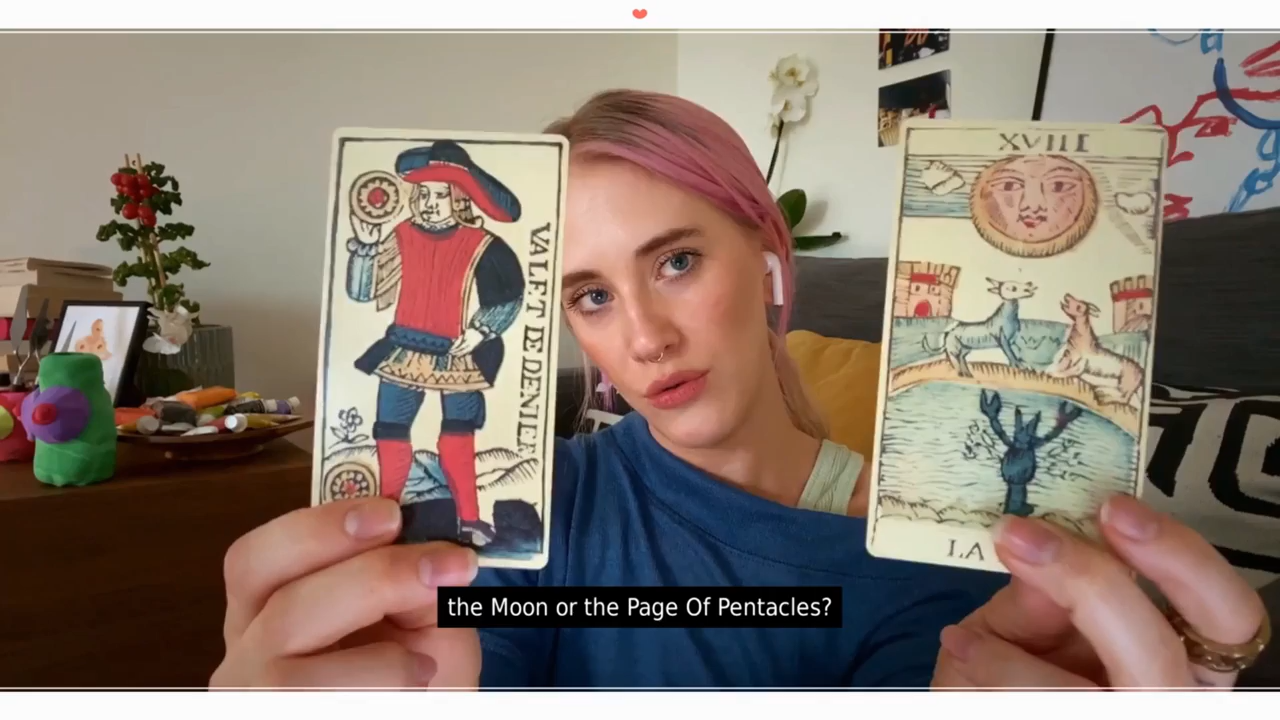 XVIII
VALET DE DENIER
LA
the Moon or the Page Of Pentacles?